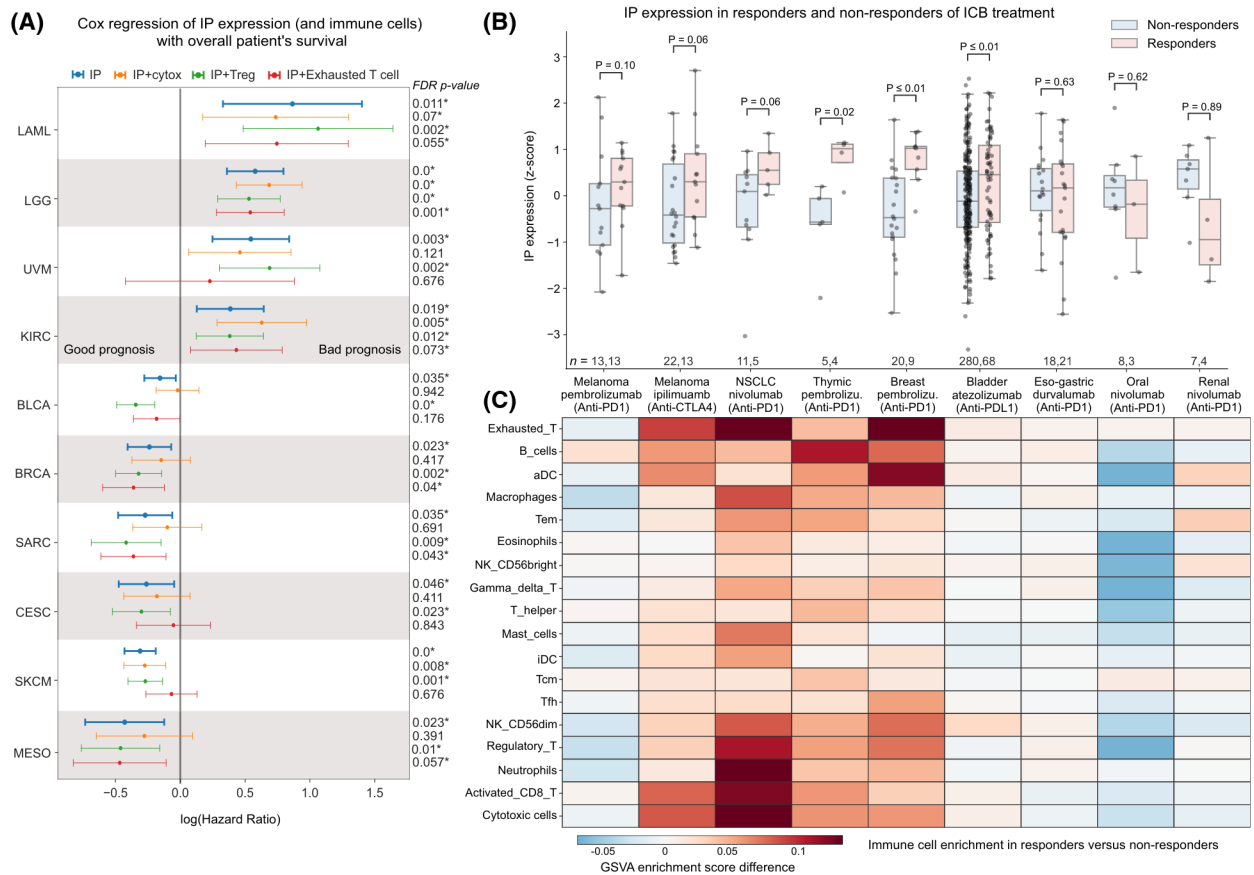 (A)
Cox regression of IP expression (and immune cells)
with overall patient's survival
IP
IP+cytox
IP+Treg
IP+Exhausted T cell
FDR p-value
LAML
0.011*
0.07*
0.002*
0.055*
LGG
0.0*
0.0*
0.0*
0.001*
UVM
0.003*
0.121
0.002*
0.676
KIRC
0.019*
0.005*
0.012*
0.073*
Good prognosis
Bad prognosis
BLCA
0.035*
0.942
0.0*
0.176
BRCA
0.023*
0.417
0.002*
0.04*
SARC
0.035*
0.691
0.009*
0.043*
CESC
0.046*
0.411
0.023*
0.843
SKCM
0.0*
0.008*
0.001*
0.676
MESO
0.023*
0.391
0.01*
0.057*
−0.5
0.0
0.5
1.0
1.5
log(Hazard Ratio)
(B)
IP expression in responders and non-responders of ICB treatment
Non-responders
Responders
IP expression (z-score)
3
2
1
0
−1
−2
−3
P = 0.10
P = 0.06
P = 0.06
P = 0.02
P ≤ 0.01
P ≤ 0.01
P = 0.63
P = 0.62
P = 0.89
n = 13,13
22,13
11,5
5,4
20,9
280,68
18,21
8,3
7,4
Melanoma
pembrolizumab
(Anti-PD1)
Melanoma
ipilimuamb
(Anti-CTLA4)
NSCLC
nivolumab
(Anti-PD1)
Thymic
pembrolizu.
(Anti-PD1)
Breast
pembrolizu.
(Anti-PD1)
Bladder
atezolizumab
(Anti-PDL1)
Eso-gastric
durvalumab
(Anti-PD1)
Oral
nivolumab
(Anti-PD1)
Renal
nivolumab
(Anti-PD1)
(C)
Exhausted_T
B_cells
aDC
Macrophages
Tem
Eosinophils
NK_CD56bright
Gamma_delta_T
T_helper
Mast_cells
iDC
Tcm
Tfh
NK_CD56dim
Regulatory_T
Neutrophils
Activated_CD8_T
Cytotoxic cells
-0.05
0
0.05
0.1
GSVA enrichment score difference
Immune cell enrichment in responders versus non-responders